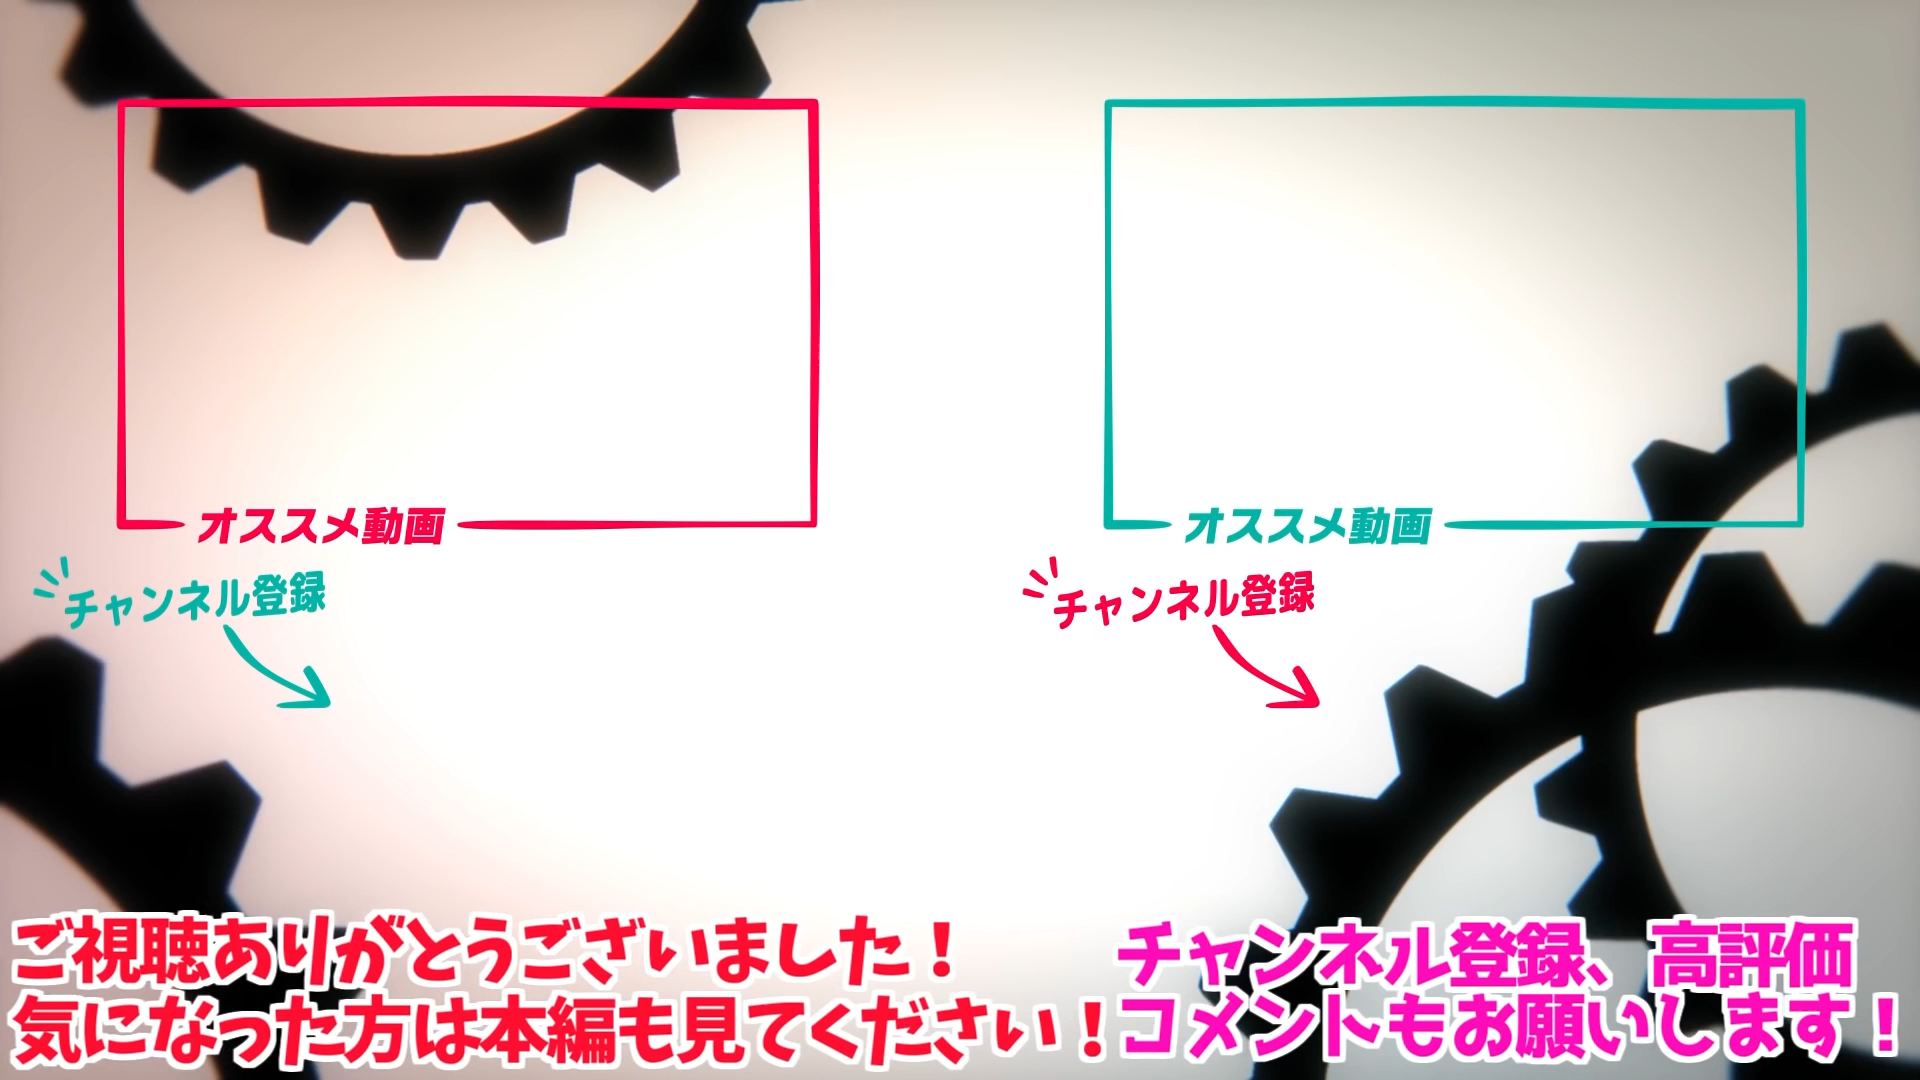 オススメ動画
オススメ動画
チャンネル登録
チャンネル登録
ご視聴ありがとうございました！
気になった方は本編も見てください！
チャンネル登録、高評価
コメントもお願いします！